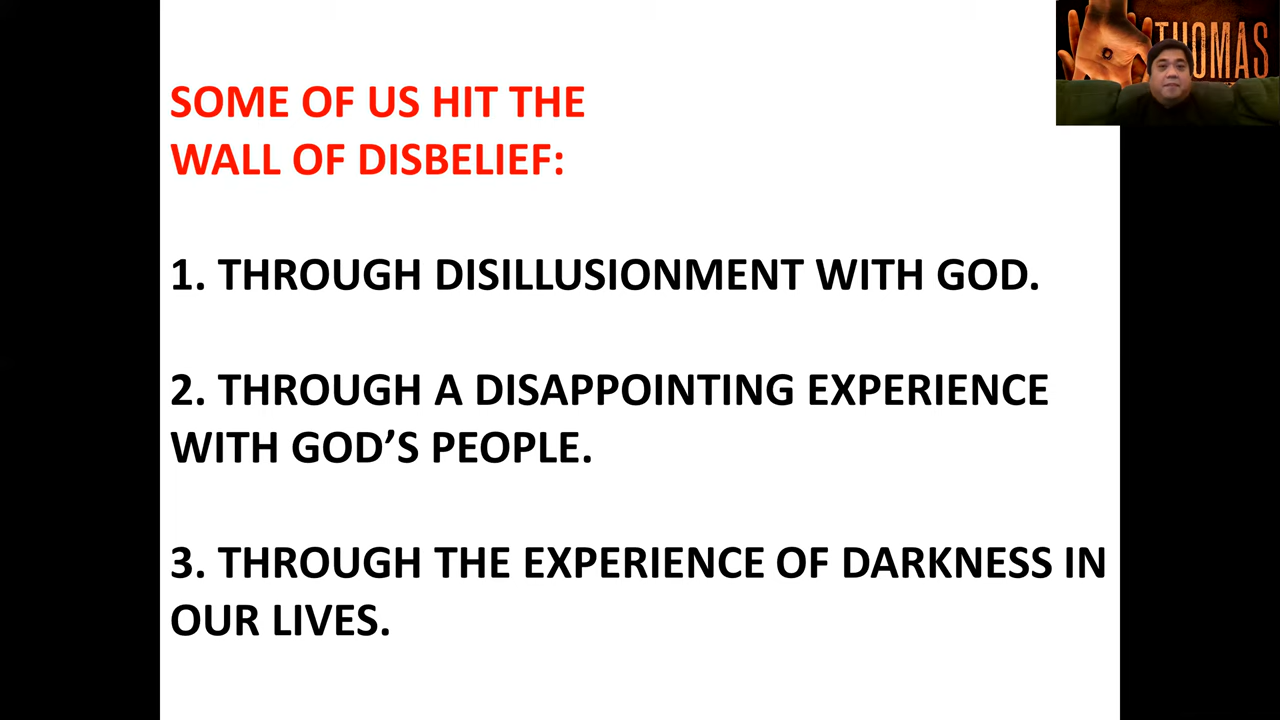 SOME OF US HIT THE
WALL OF DISBELIEF:
1. THROUGH DISILLUSIONMENT WITH GOD.
2. THROUGH A DISAPPOINTING EXPERIENCE
WITH GOD’S PEOPLE.
3. THROUGH THE EXPERIENCE OF DARKNESS IN
OUR LIVES.
THOMAS